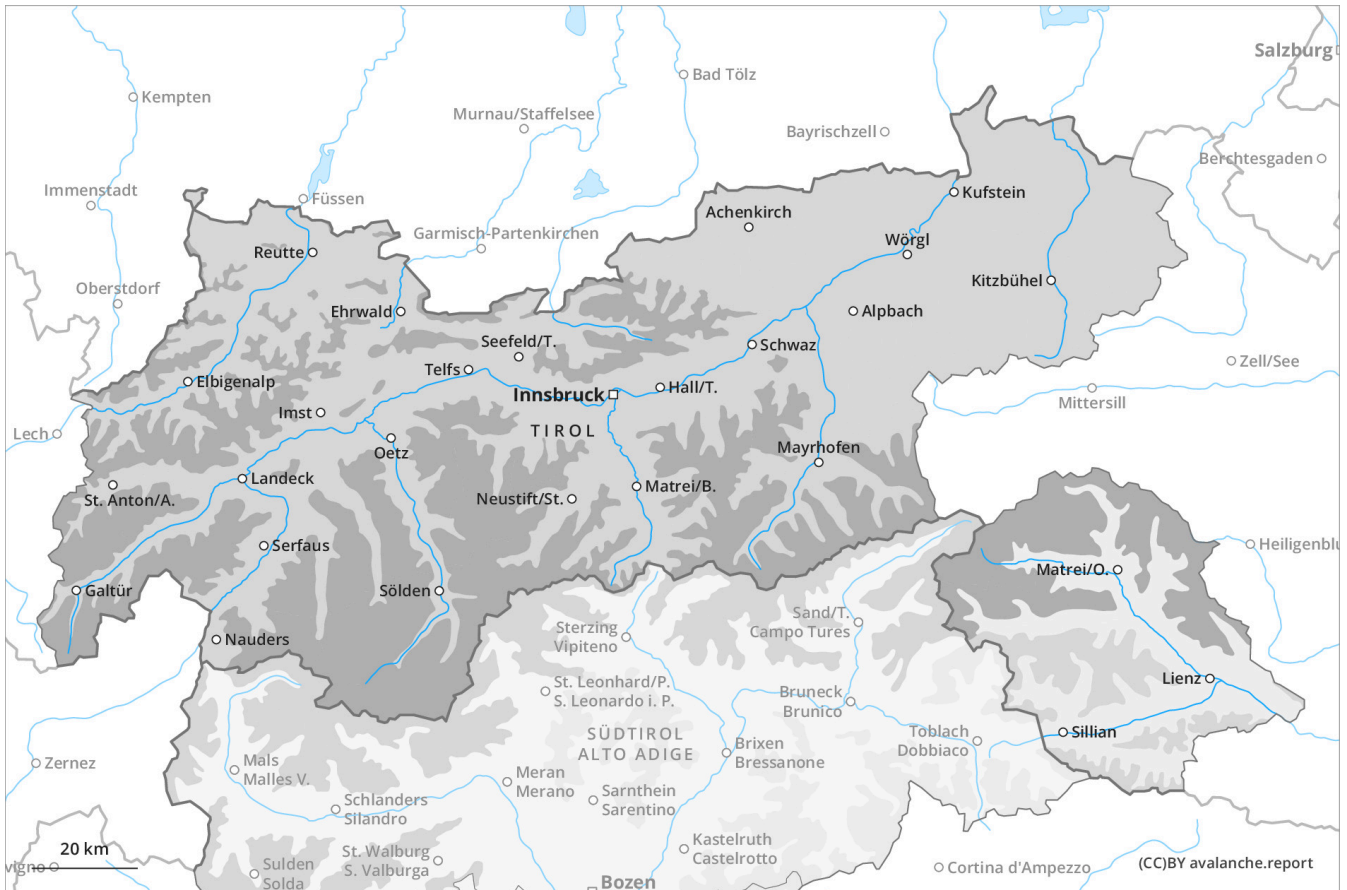 Salzburg
Bad Tölz
Kempten
Murnau/Staffelsee
Bayrischzell
Berchtesgaden
Immenstadt
Füssen
Kufstein
Achenkirch
Garmisch-Partenkirchen
Wörgl
Reutte
Kitzbühel
Oberstdorf
Ehrwald
Alpbach
Seefeld/T.
Schwaz
Zell/See
Telfs
Elbigenalp
Hall/T.
Innsbruck
Mittersill
Imst
Lech
TIROL
Oetz
Mayrhofen
Landeck
St. Anton/A.
Neustift/St.
Matrei/B.
Serfaus
Heiligenblu
Matrei/O.
Galtür
Sölden
Sand/T.
Campo Tures
Nauders
Sterzing
Vipiteno
Lienz
St. Leonhard/P.
S. Leonardo i. P.
Bruneck
Brunico
SÜDTIROL
ALTO ADIGE
Toblach
Dobbiaco
Sillian
Brixen
Bressanone
Zernez
Mals
Malles V.
Meran
Merano
Sarnthein
Sarentino
Schlanders
Silandro
Kastelruth
Castelrotto
20 km
St. Walburg
S. Valburga
vigno
Sulden
Solda
Cortina d'Ampezzo
(CC)BY avalanche.report
Bozen